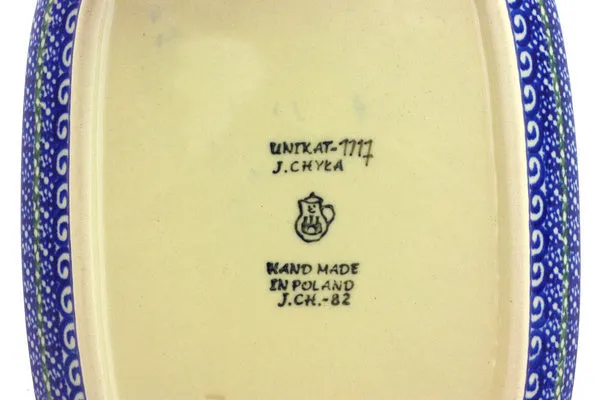 UNIKAT-1117
J.CHYŁA
HAND MADE
IN POLAND
J.CH.-82